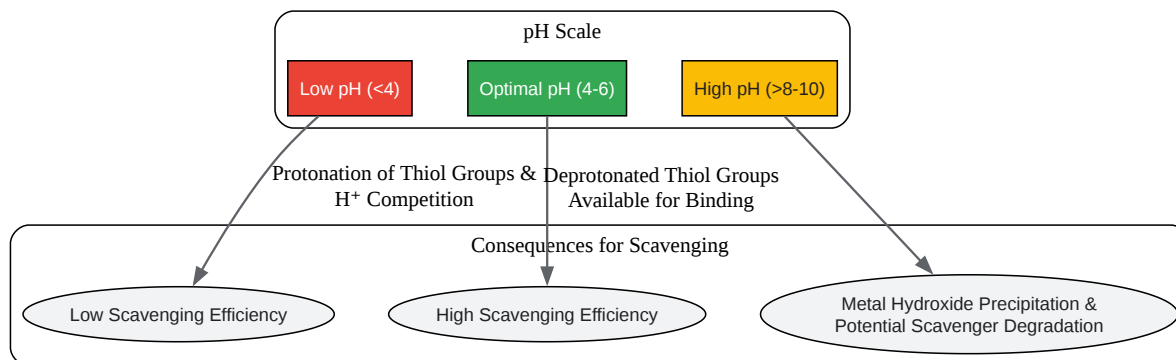 pH Scale
Low pH (<4)
Optimal pH (4-6)
High pH (>8-10)
Protonation of Thiol Groups &
H⁺ Competition
Deprotonated Thiol Groups
Available for Binding
Consequences for Scavenging
Low Scavenging Efficiency
High Scavenging Efficiency
Metal Hydroxide Precipitation &
Potential Scavenger Degradation